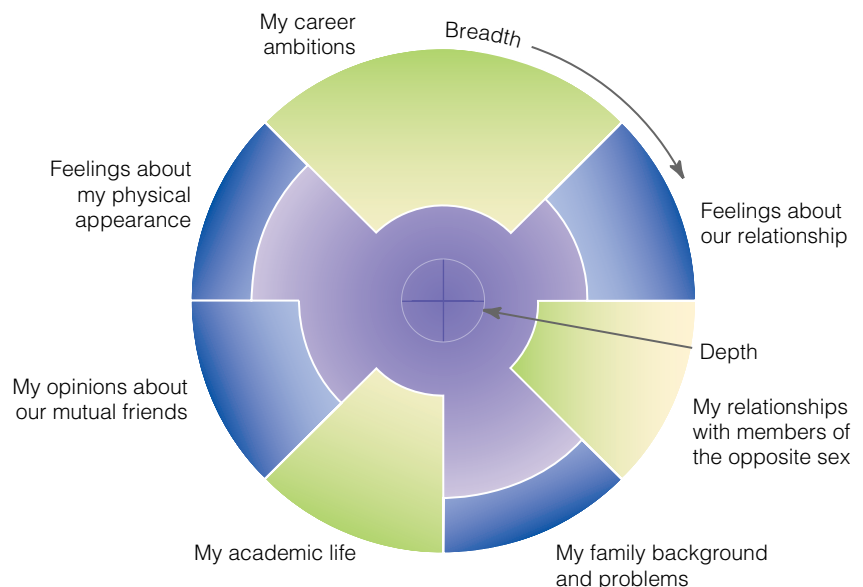 My career
ambitions
Breadth
Feelings about
my physical
appearance
Feelings about
our relationship
Depth
My opinions about
our mutual friends
My relationships
with members of
the opposite sex
My academic life
My family background
and problems